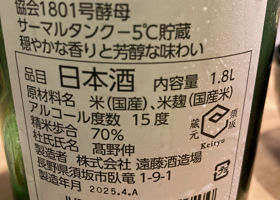 協会1801号酵母
サーマルタンク−5℃貯蔵
穏やかな香りと芳醇な味わい
品目 日本酒 内容量 1.8L
原材料名 米(国産)、米麹(国産米)
アルコール度数 15度
精米歩合 70%
杜氏氏名 髙野伸
製造者 株式会社 遠藤酒造場
長野県須坂市臥竜1-9-1
製造年月 2025.4.A
蔵元
須坂
Keiryu